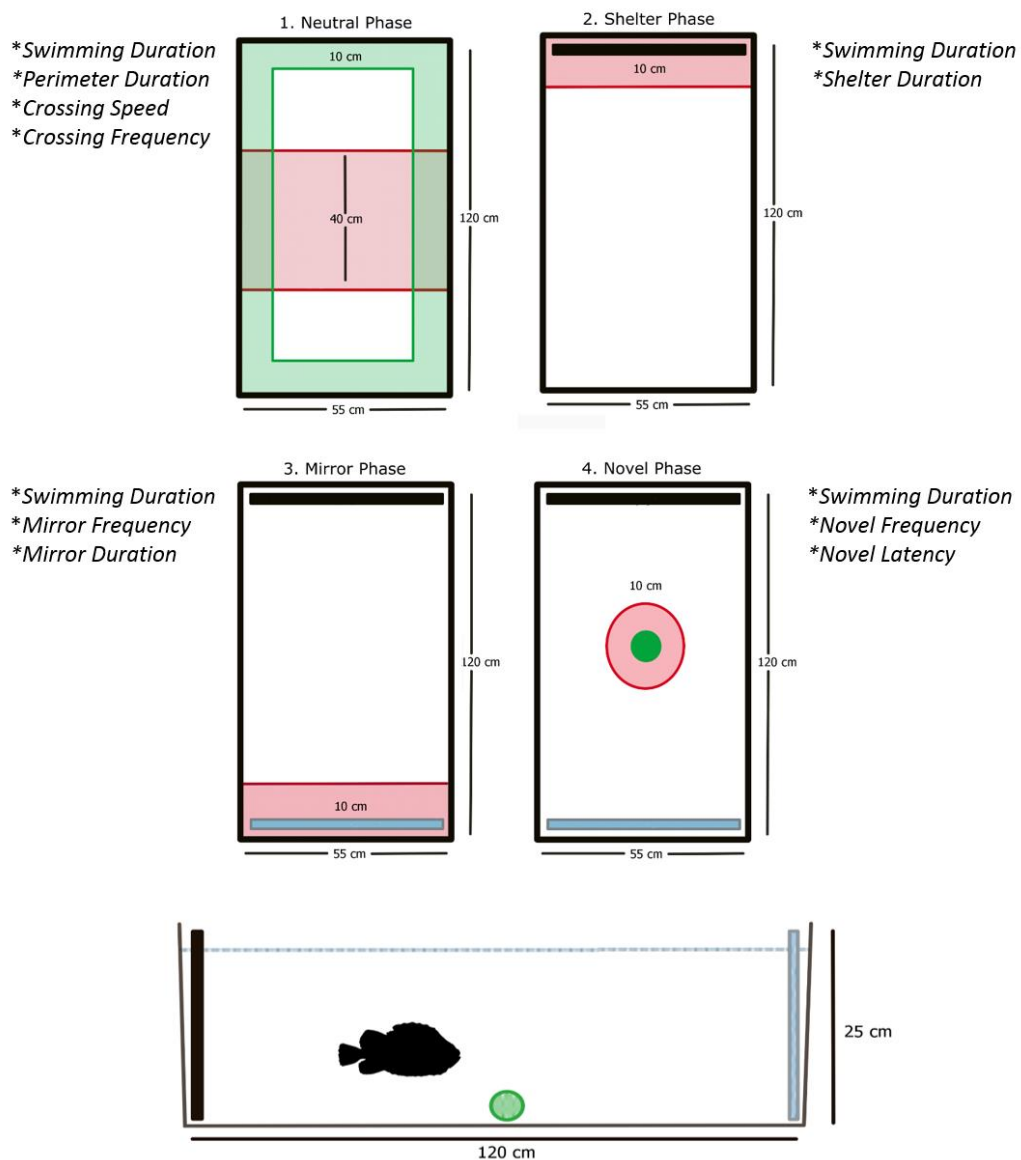 1. Neutral Phase
*Swimming Duration
*Perimeter Duration
*Crossing Speed
*Crossing Frequency
10 cm
40 cm
120 cm
55 cm
2. Shelter Phase
*Swimming Duration
*Shelter Duration
10 cm
120 cm
55 cm
3. Mirror Phase
*Swimming Duration
*Mirror Frequency
*Mirror Duration
120 cm
10 cm
55 cm
4. Novel Phase
*Swimming Duration
*Novel Frequency
*Novel Latency
10 cm
120 cm
55 cm
25 cm
120 cm